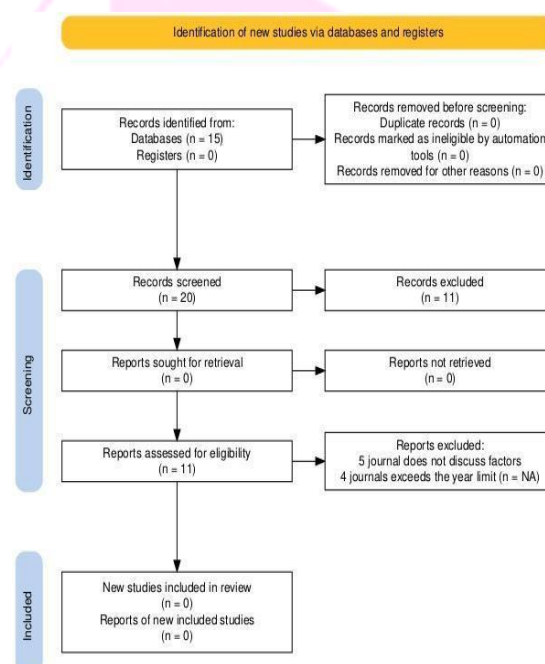 Identification of new studies via databases and registers
Identification
Records identified from:
Databases (n = 15)
Registers (n = 0)
Records removed before screening:
Duplicate records (n = 0)
Records marked as ineligible by automation
tools (n = 0)
Records removed for other reasons (n = 0)
Screening
Records screened
(n = 20)
Records excluded
(n = 11)
Reports sought for retrieval
(n = 0)
Reports not retrieved
(n = 0)
Reports assessed for eligibility
(n = 11)
Reports excluded:
5 journal does not discuss factors
4 journals exceeds the year limit (n = NA)
Included
New studies included in review
(n = 0)
Reports of new included studies
(n = 0)